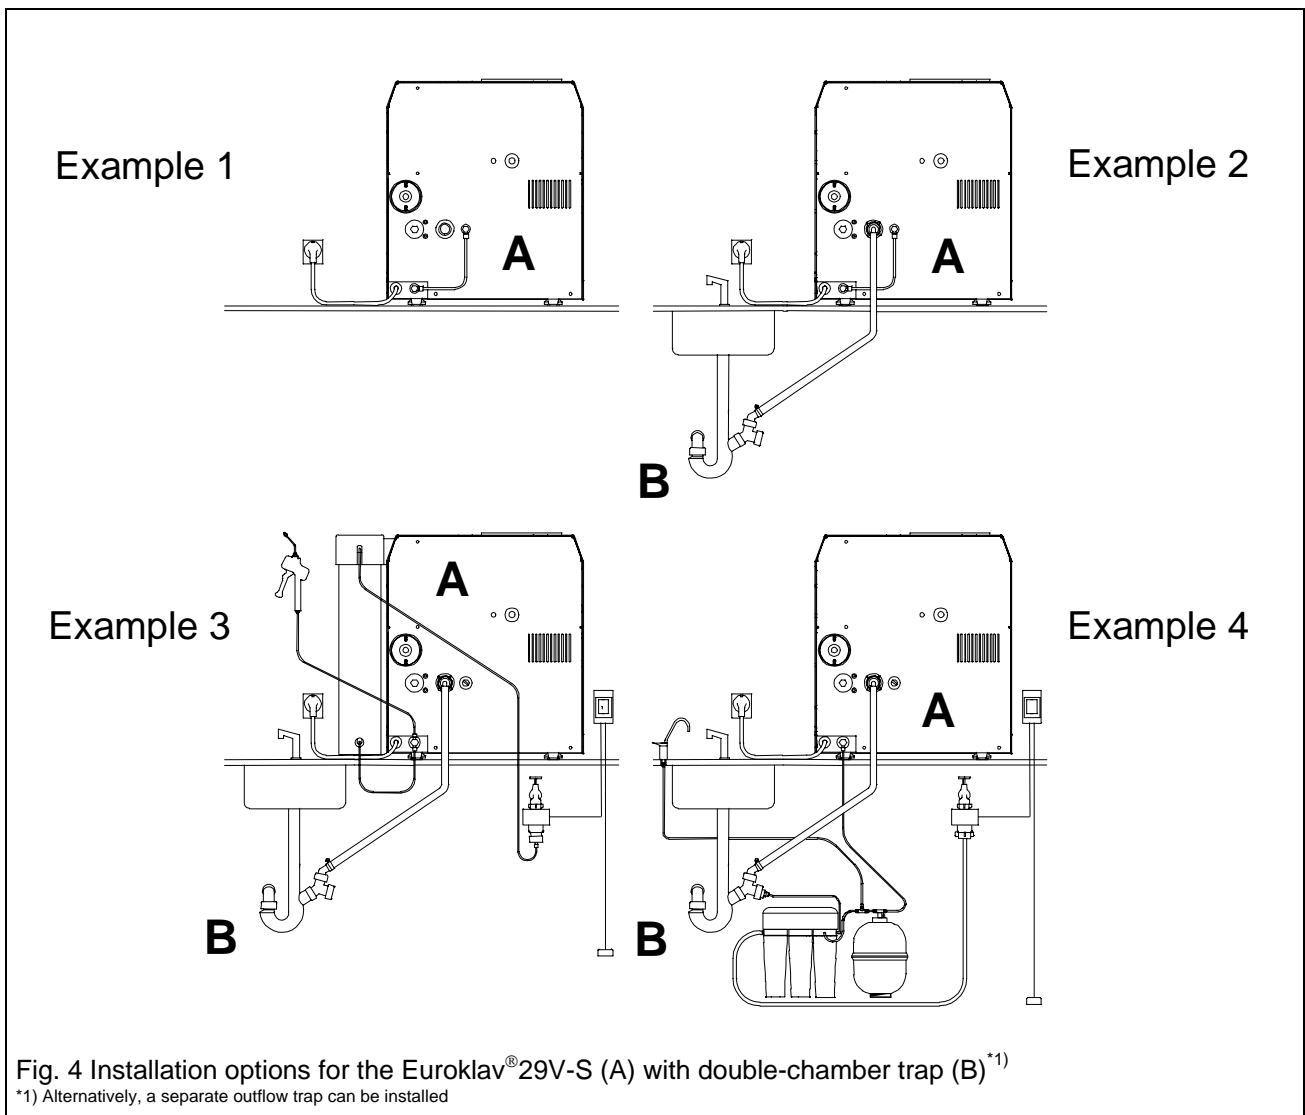 Example 1
A
Example 2
A
B
Example 3
A
B
Example 4
A
B
Fig. 4 Installation options for the Euroklav®29V-S (A) with double-chamber trap (B)*1)
*1) Alternatively, a separate outflow trap can be installed